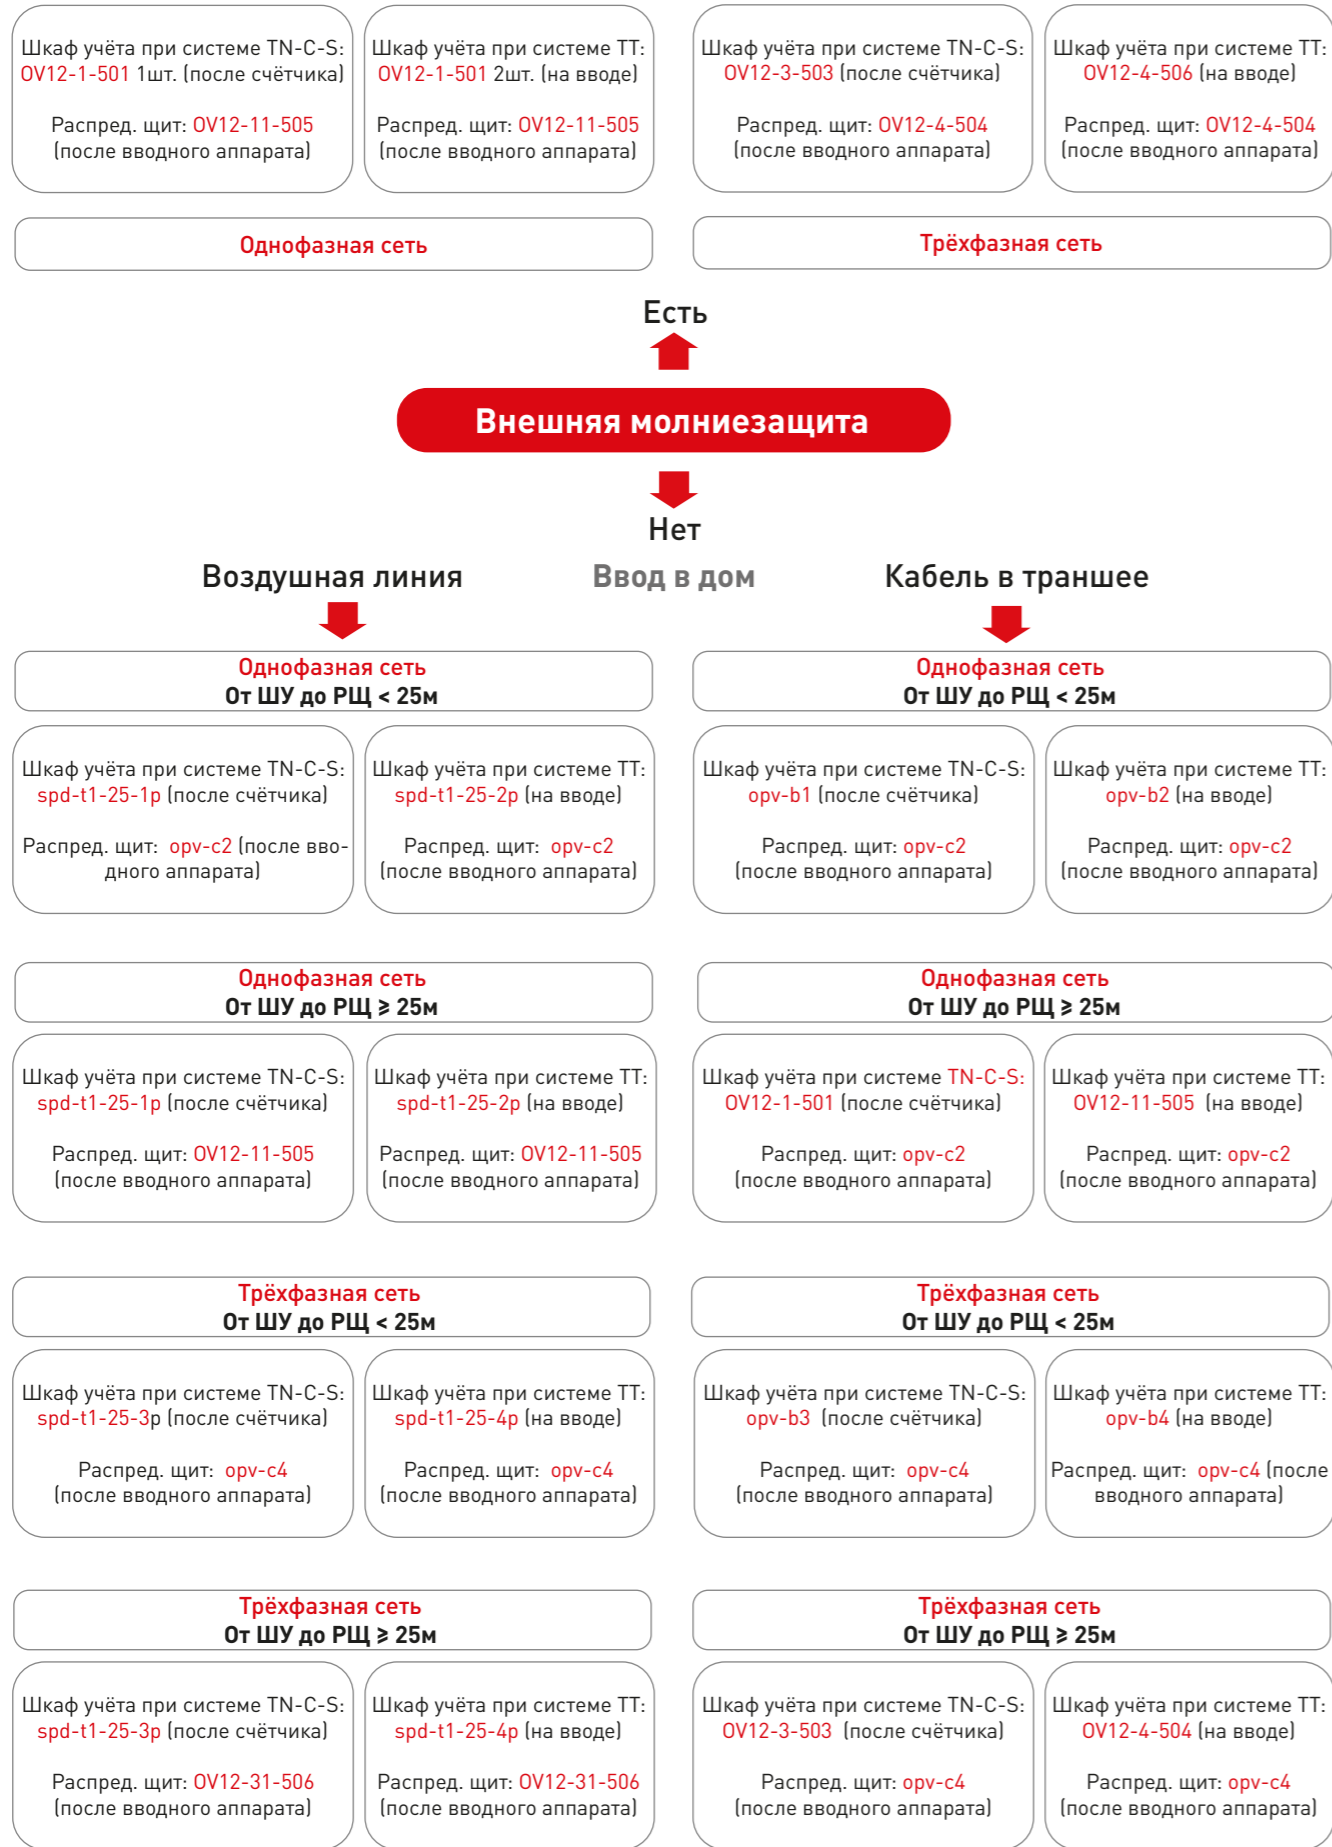 Шкаф учёта при системе TN-C-S:
OV12-1-501 1шт. (после счётчика)
Распред. щит: OV12-11-505
(после вводного аппарата)
Шкаф учёта при системе TT:
OV12-1-501 2шт. (на вводе)
Распред. щит: OV12-11-505
(после вводного аппарата)
Шкаф учёта при системе TN-C-S:
OV12-3-503 (после счётчика)
Распред. щит: OV12-4-504
(после вводного аппарата)
Шкаф учёта при системе TT:
OV12-4-506 (на вводе)
Распред. щит: OV12-4-504
(после вводного аппарата)
Однофазная сеть
Трёхфазная сеть
Есть
Внешняя молниезащита
Нет
Воздушная линия
Ввод в дом
Кабель в траншее
Однофазная сеть
От ШУ до РЩ < 25м
Однофазная сеть
От ШУ до РЩ < 25м
Шкаф учёта при системе TN-C-S:
spd-t1-25-1p (после счётчика)
Распред. щит: opv-c2 (после вво-
дного аппарата)
Шкаф учёта при системе TT:
spd-t1-25-2p (на вводе)
Распред. щит: opv-c2
(после вводного аппарата)
Шкаф учёта при системе TN-C-S:
opv-b1 (после счётчика)
Распред. щит: opv-c2
(после вводного аппарата)
Шкаф учёта при системе TT:
opv-b2 (на вводе)
Распред. щит: opv-c2
(после вводного аппарата)
Однофазная сеть
От ШУ до РЩ ⩾ 25м
Однофазная сеть
От ШУ до РЩ ⩾ 25м
Шкаф учёта при системе TN-C-S:
spd-t1-25-1p (после счётчика)
Распред. щит: OV12-11-505
(после вводного аппарата)
Шкаф учёта при системе TT:
spd-t1-25-2p (на вводе)
Распред. щит: OV12-11-505
(после вводного аппарата)
Шкаф учёта при системе TN-C-S:
OV12-1-501 (после счётчика)
Распред. щит: opv-c2
(после вводного аппарата)
Шкаф учёта при системе TT:
OV12-11-505 (на вводе)
Распред. щит: opv-c2
(после вводного аппарата)
Трёхфазная сеть
От ШУ до РЩ < 25м
Трёхфазная сеть
От ШУ до РЩ < 25м
Шкаф учёта при системе TN-C-S:
spd-t1-25-3p (после счётчика)
Распред. щит: opv-c4
(после вводного аппарата)
Шкаф учёта при системе TT:
spd-t1-25-4p (на вводе)
Распред. щит: opv-c4
(после вводного аппарата)
Шкаф учёта при системе TN-C-S:
opv-b3 (после счётчика)
Распред. щит: opv-c4
(после вводного аппарата)
Шкаф учёта при системе TT:
opv-b4 (на вводе)
Распред. щит: opv-c4 (после
вводного аппарата)
Трёхфазная сеть
От ШУ до РЩ ⩾ 25м
Трёхфазная сеть
От ШУ до РЩ ⩾ 25м
Шкаф учёта при системе TN-C-S:
spd-t1-25-3p (после счётчика)
Распред. щит: OV12-31-506
(после вводного аппарата)
Шкаф учёта при системе TT:
spd-t1-25-4p (на вводе)
Распред. щит: OV12-31-506
(после вводного аппарата)
Шкаф учёта при системе TN-C-S:
OV12-3-503 (после счётчика)
Распред. щит: opv-c4
(после вводного аппарата)
Шкаф учёта при системе TT:
OV12-4-504 (на вводе)
Распред. щит: opv-c4
(после вводного аппарата)